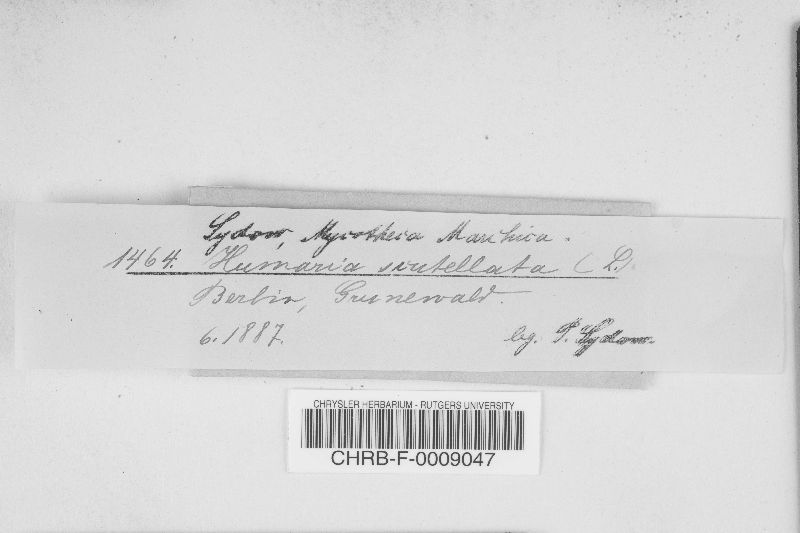 Sydow, Mycotheca Marchica.
1464. Humaria scutellata (L.)
Berlin, Grunewald.
6. 1887. leg. P. Sydow.
CHRYSLER HERBARIUM - RUTGERS UNIVERSITY
CHRB-F-0009047